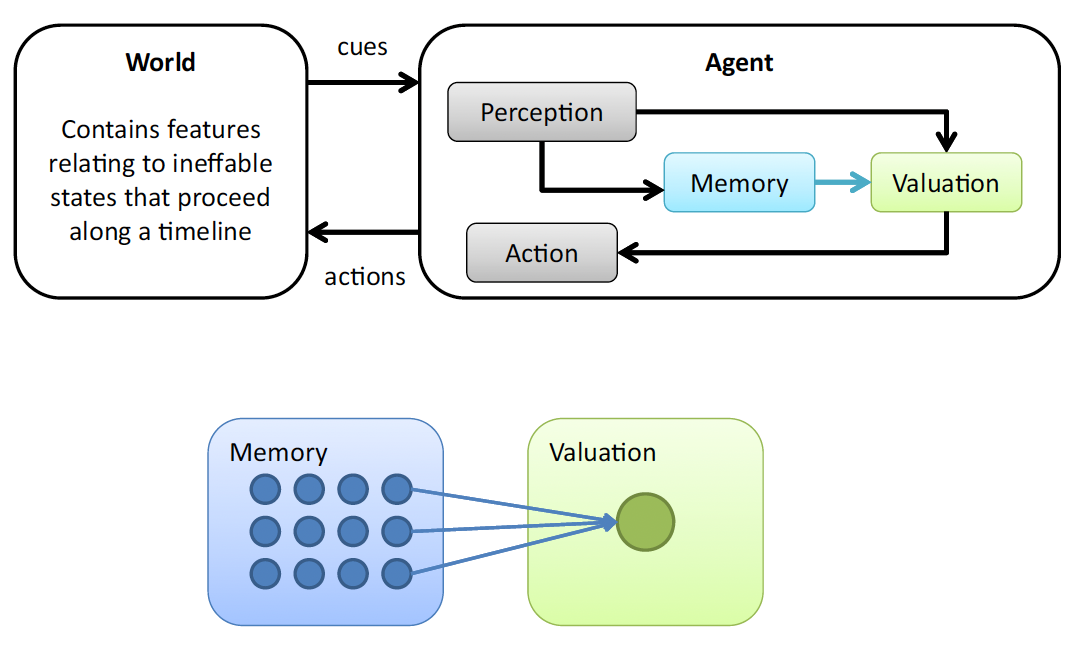 cues
World
Agent
Contains features
relating to ineffable
states that proceed
along a timeline
Perception
Memory
Valuation
Action
actions
Memory
Valuation